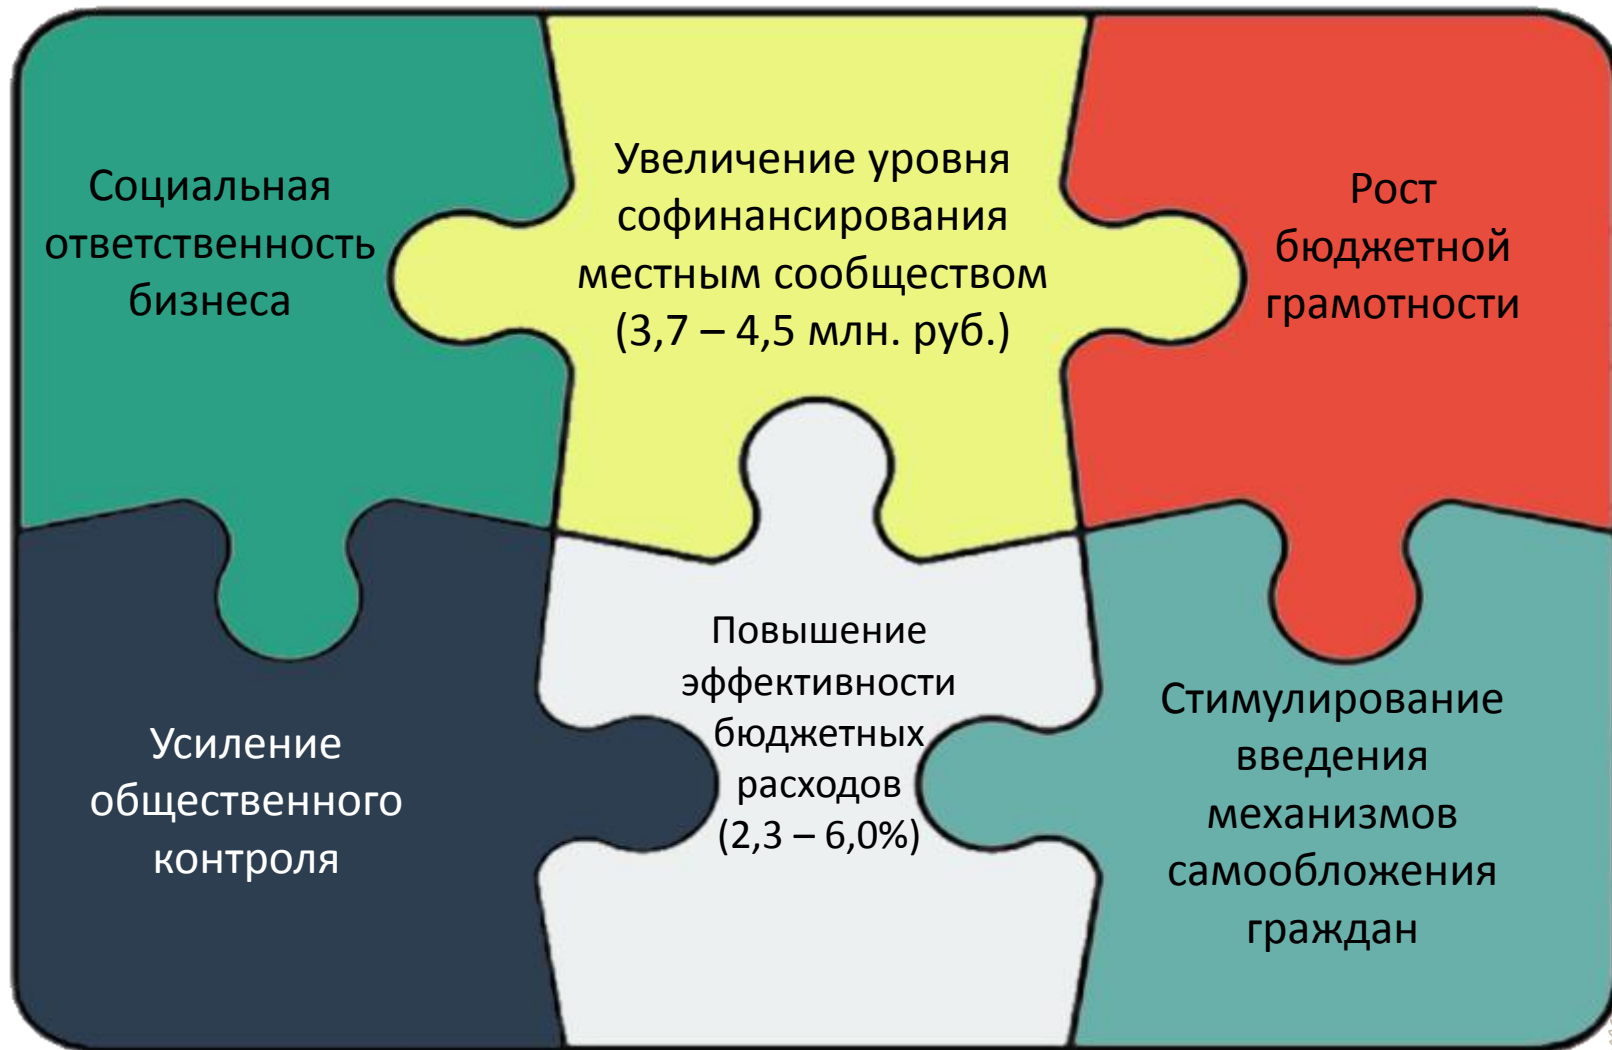 Социальная
ответственность
бизнеса
Увеличение уровня
софинансирования
местным сообществом
(3,7 – 4,5 млн. руб.)
Рост
бюджетной
грамотности
Усиление
общественного
контроля
Повышение
эффективности
бюджетных
расходов
(2,3 – 6,0%)
Стимулирование
введения
механизмов
самообложения
граждан